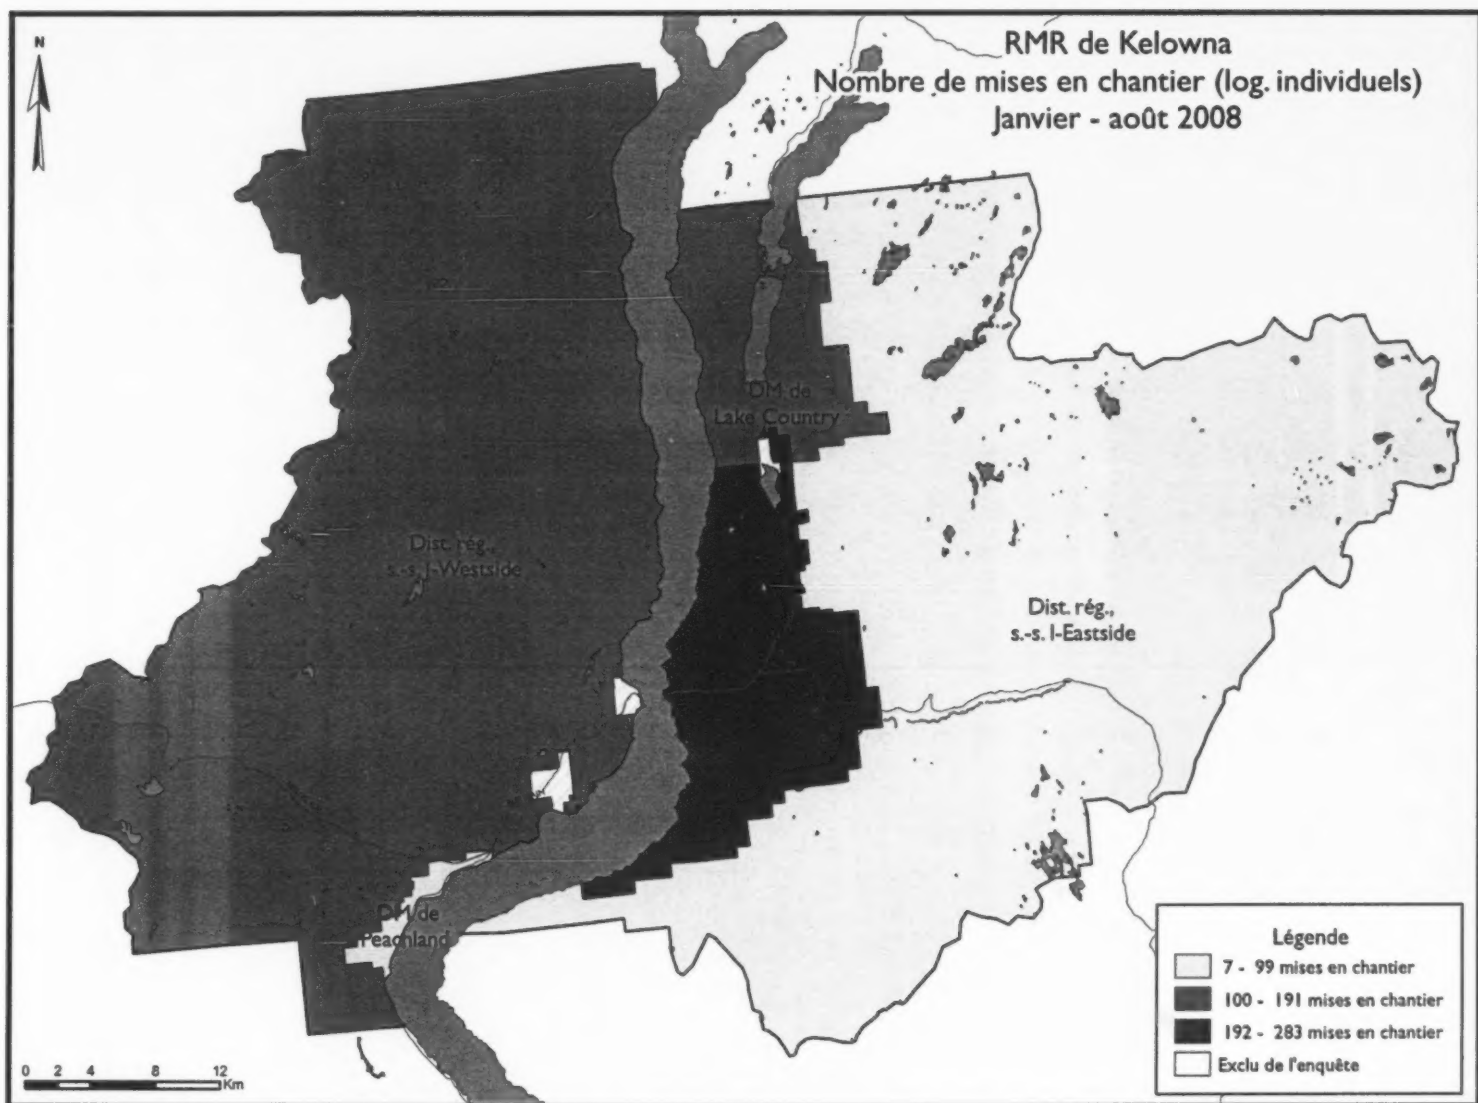 N
RMR de Kelowna
Nombre de mises en chantier (log. individuels)
Janvier - août 2008
DM de
Lake Country
Dist. rég.,
s.-s. J-Westside
Dist. rég.,
s.-s. I-Eastside
DM de
Peachland
Légende
7 - 99 mises en chantier
100 - 191 mises en chantier
192 - 283 mises en chantier
Exclu de l'enquête
0 2 4 8 12
Km